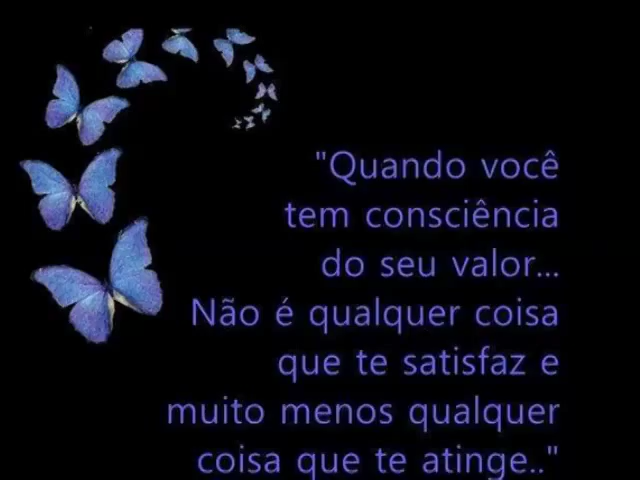 "Quando você
tem consciência
do seu valor...
Não é qualquer coisa
que te satisfaz e
muito menos qualquer
coisa que te atinge.."